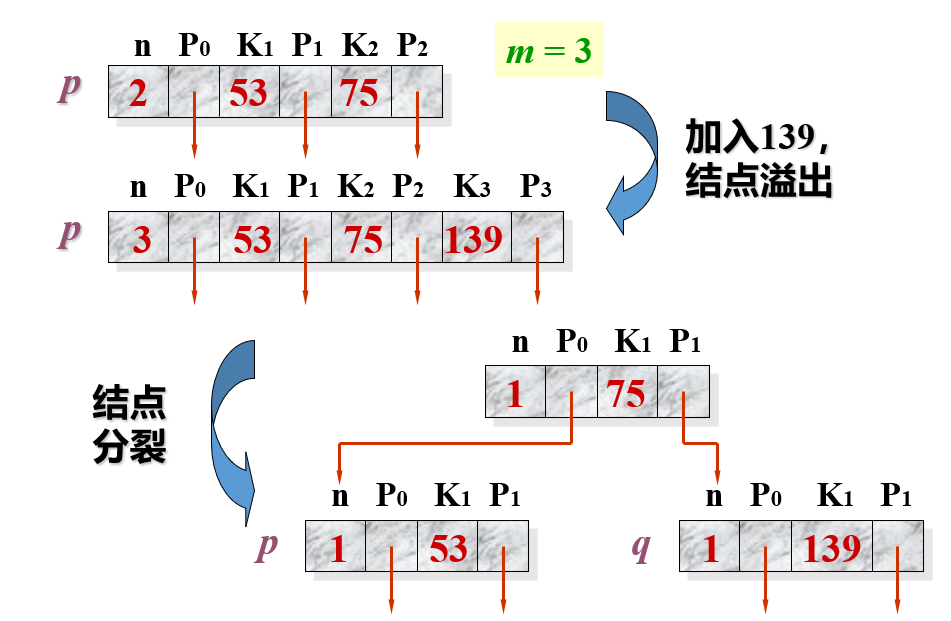 n P₀ K₁ P₁ K₂ P₂
m = 3
p 2 53 75
加入139，
结点溢出
n P₀ K₁ P₁ K₂ P₂ K₃ P₃
p 3 53 75 139
n P₀ K₁ P₁
1 75
结点
分裂
n P₀ K₁ P₁
n P₀ K₁ P₁
p 1 53
q 1 139